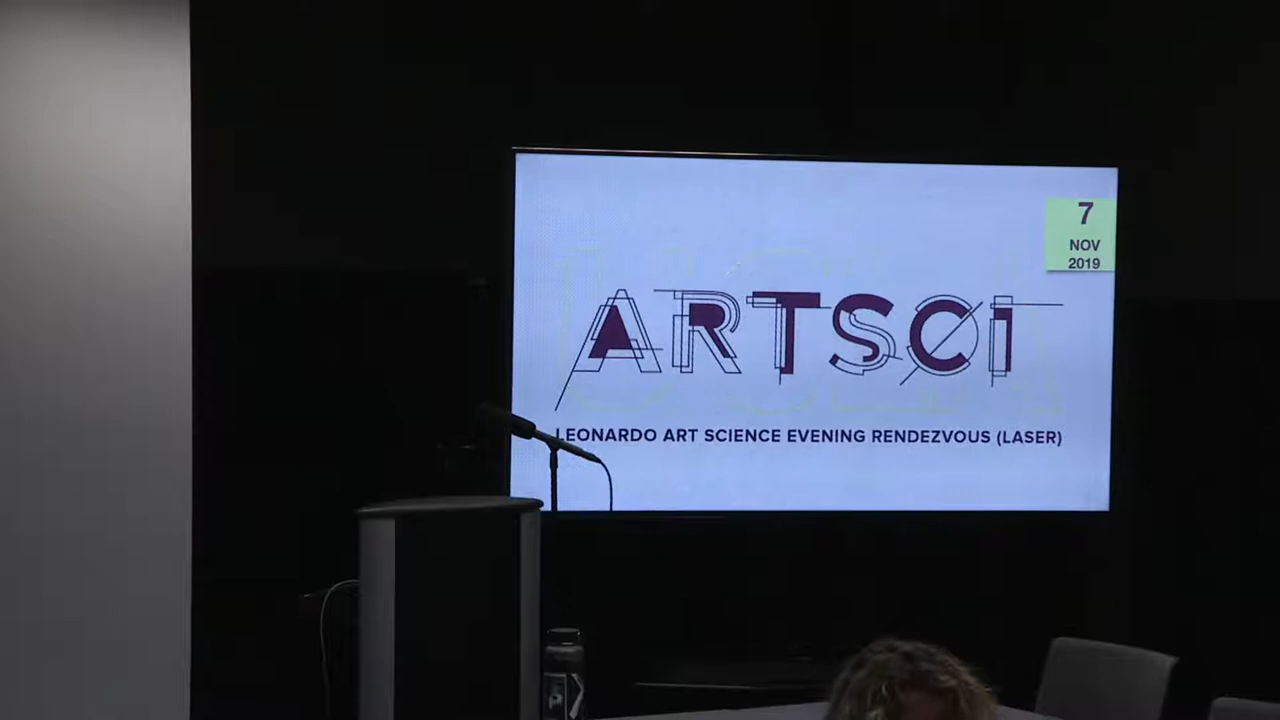 7
NOV
2019
ARTSCI
LEONARDO ART SCIENCE EVENING RENDEZVOUS (LASER)